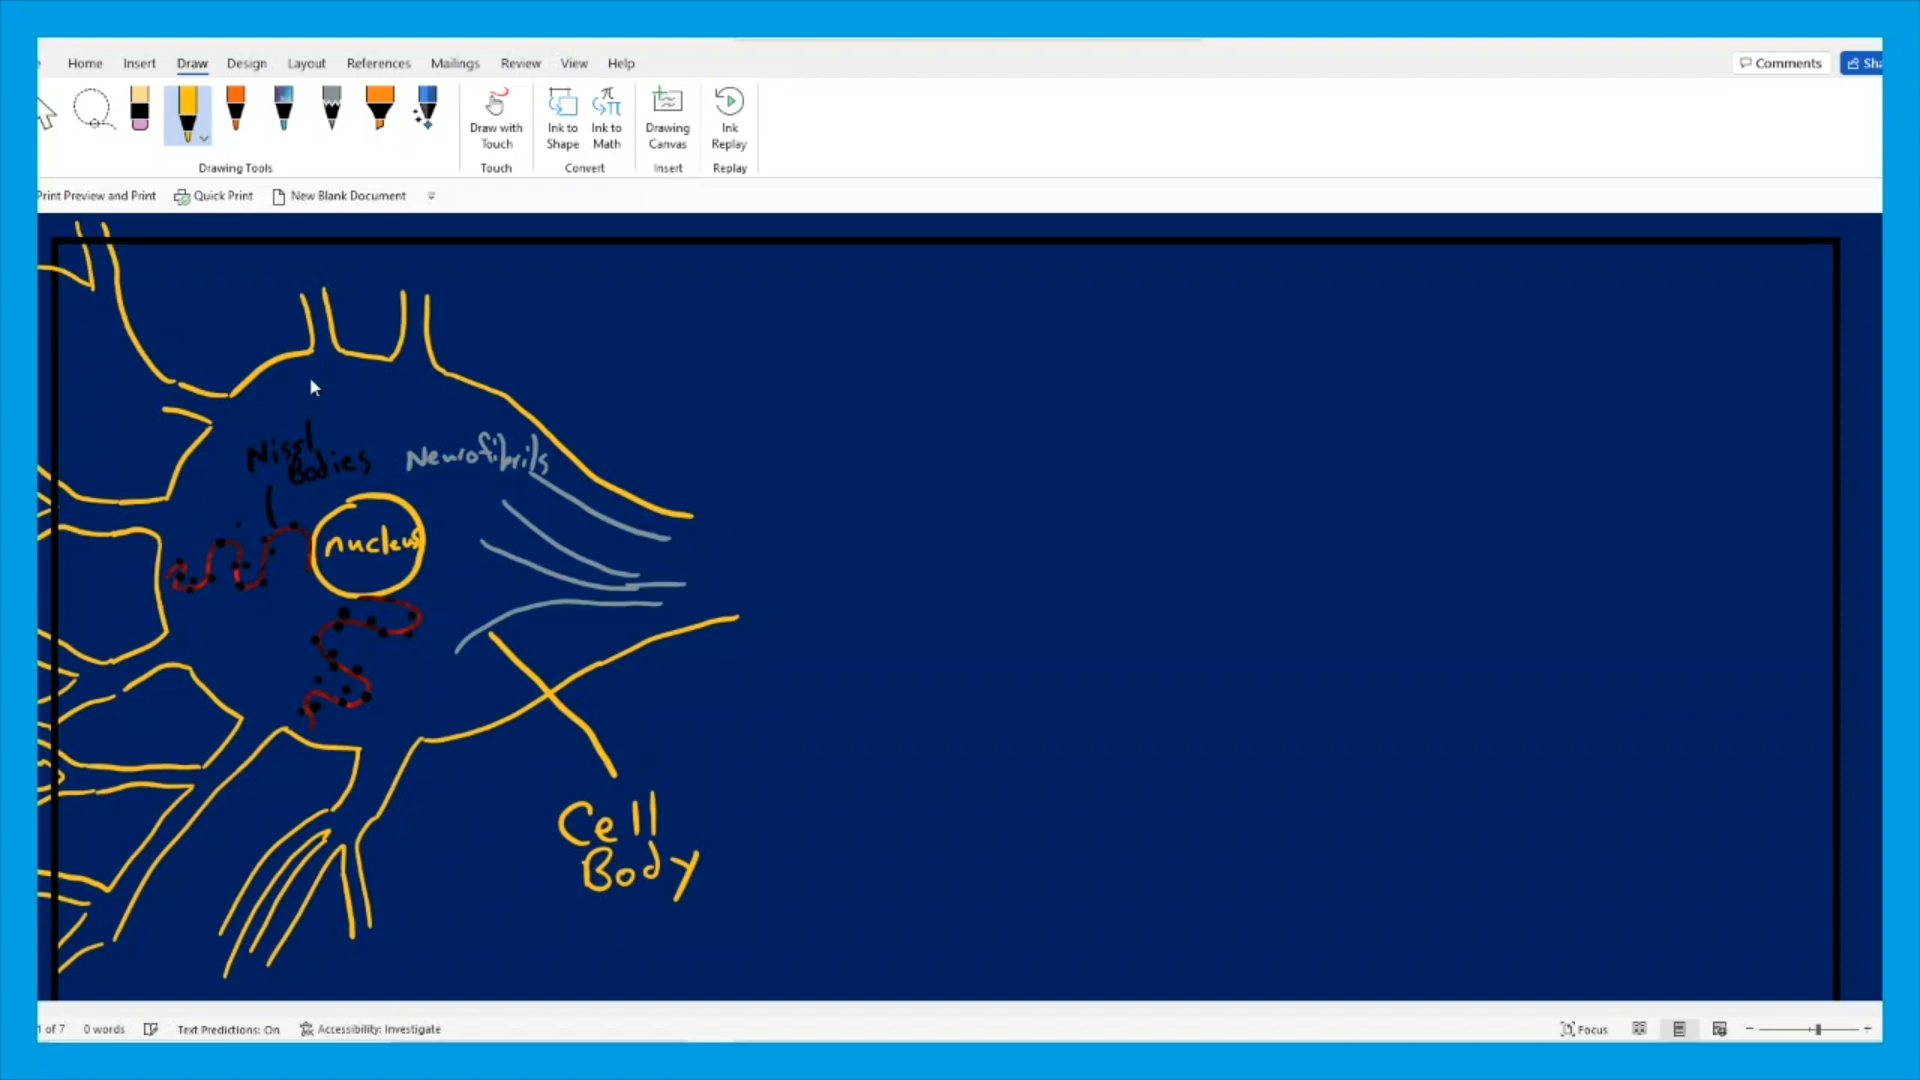 Home Insert Draw Design Layout References Mailings Review View Help
Comments
Sha
Draw with Touch
Ink to Shape
Ink to Math
Drawing Canvas
Ink Replay
Drawing Tools
Touch
Convert
Insert
Replay
Print Preview and Print Quick Print New Blank Document
Nissl
Bodies
Neurofibrils
nucleus
Cell
Body
1 of 7 0 words Text Predictions: On Accessibility: Investigate
Focus